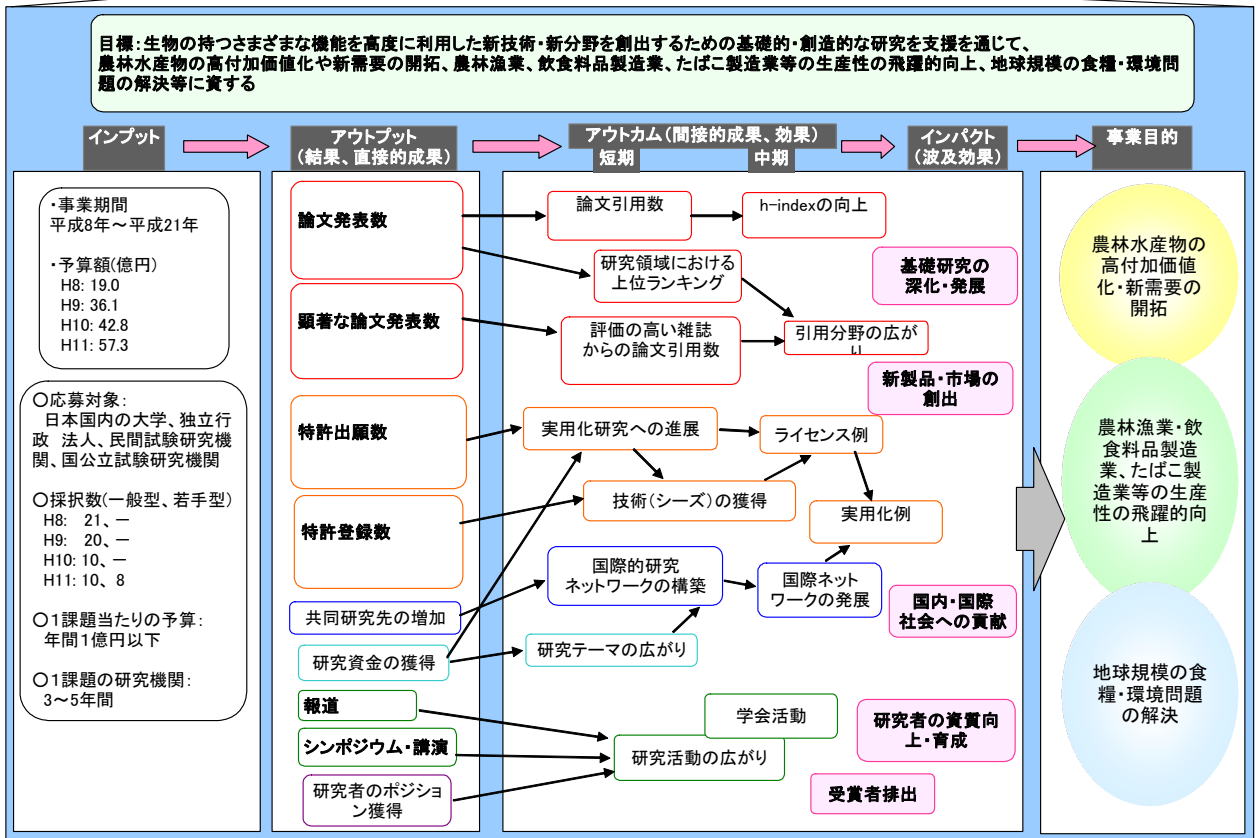 目標：生物の持つさまざまな機能を高度に利用した新技術・新分野を創出するための基礎的・創造的な研究を支援を通じて、
農林水産物の高付加価値化や新需要の開拓、農林漁業、飲食料品製造業、たばこ製造業等の生産性の飛躍的向上、地球規模の食糧・環境問
題の解決等に資する
インプット
アウトプット
(結果、直接的成果)
アウトカム(間接的成果、効果)
短期
中期
インパクト
(波及効果)
事業目的
・事業期間
平成8年～平成21年
・予算額(億円)
H8: 19.0
H9: 36.1
H10: 42.8
H11: 57.3
〇応募対象:
日本国内の大学、独立行
政 法人、民間試験研究機
関、国公立試験研究機関
〇採択数(一般型、若手型)
H8: 21、－
H9: 20、－
H10: 10、－
H11: 10、8
〇1課題当たりの予算:
年間1億円以下
〇1課題の研究機関:
3～5年間
論文発表数
顕著な論文発表数
特許出願数
特許登録数
共同研究先の増加
研究資金の獲得
報道
シンポジウム・講演
研究者のポジショ
ン獲得
論文引用数
h-indexの向上
研究領域における
上位ランキング
評価の高い雑誌
からの論文引用数
引用分野の広が
り
実用化研究への進展
ライセンス例
技術(シーズ)の獲得
実用化例
国際的研究
ネットワークの構築
国際ネット
ワークの発展
研究テーマの広がり
学会活動
研究活動の広がり
基礎研究の
深化・発展
新製品・市場の
創出
国内・国際
社会への貢献
研究者の資質向
上・育成
受賞者排出
農林水産物の
高付加価値
化・新需要の
開拓
農林漁業・飲
食料品製造
業、たばこ製
造業等の生産
性の飛躍的向
上
地球規模の食
糧・環境問題
の解決